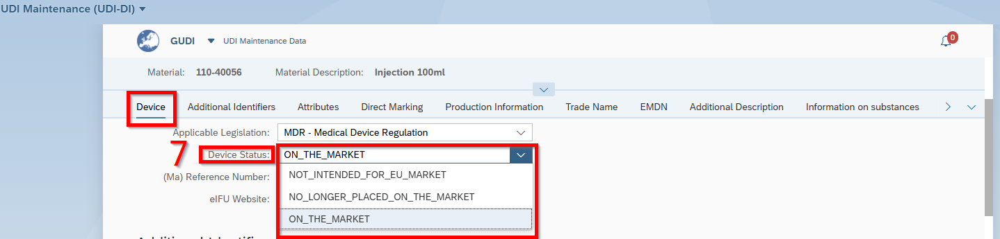 UDI Maintenance (UDI-DI)
GUDI UDI Maintenance Data 0
Material: 110-40056 Material Description: Injection 100ml
Device Additional Identifiers Attributes Direct Marking Production Information Trade Name EMDN Additional Description Information on substances
Applicable Legislation: MDR - Medical Device Regulation
7 Device Status: ON_THE_MARKET
(Ma) Reference Number: NOT_INTENDED_FOR_EU_MARKET
eIFU Website: NO_LONGER_PLACED_ON_THE_MARKET
ON_THE_MARKET